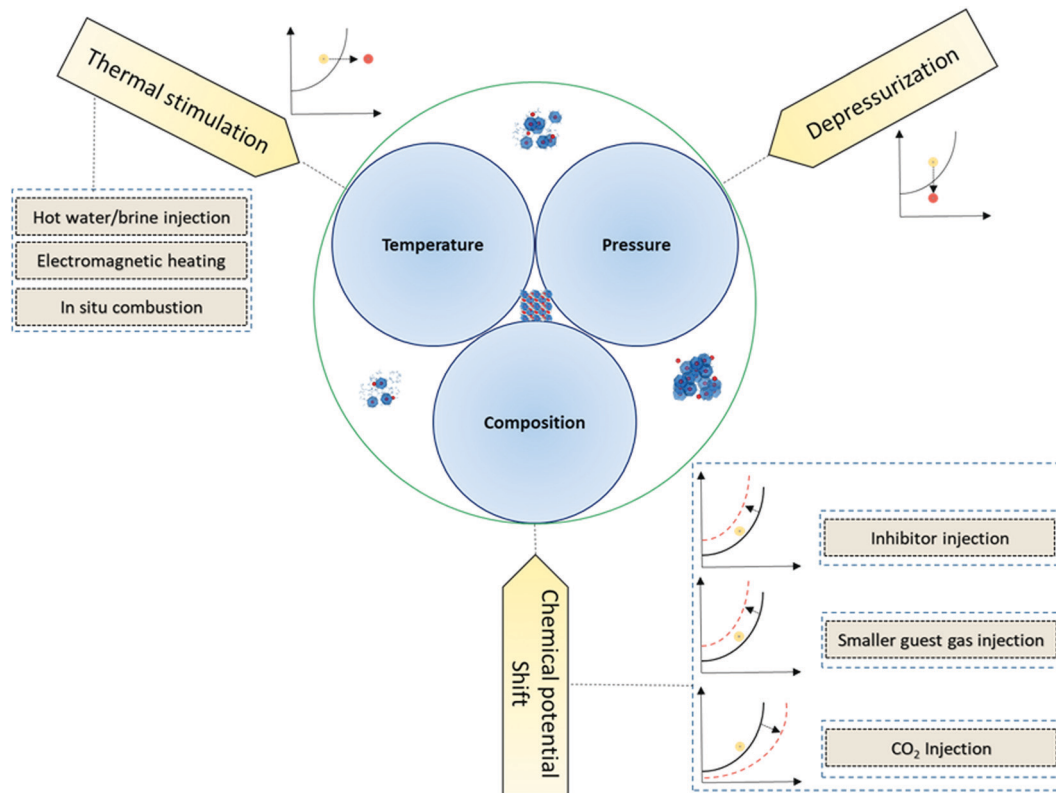 Thermal stimulation
Depressurization
Hot water/brine injection
Electromagnetic heating
In situ combustion
Temperature
Pressure
Composition
Chemical potential
Shift
Inhibitor injection
Smaller guest gas injection
CO₂ Injection